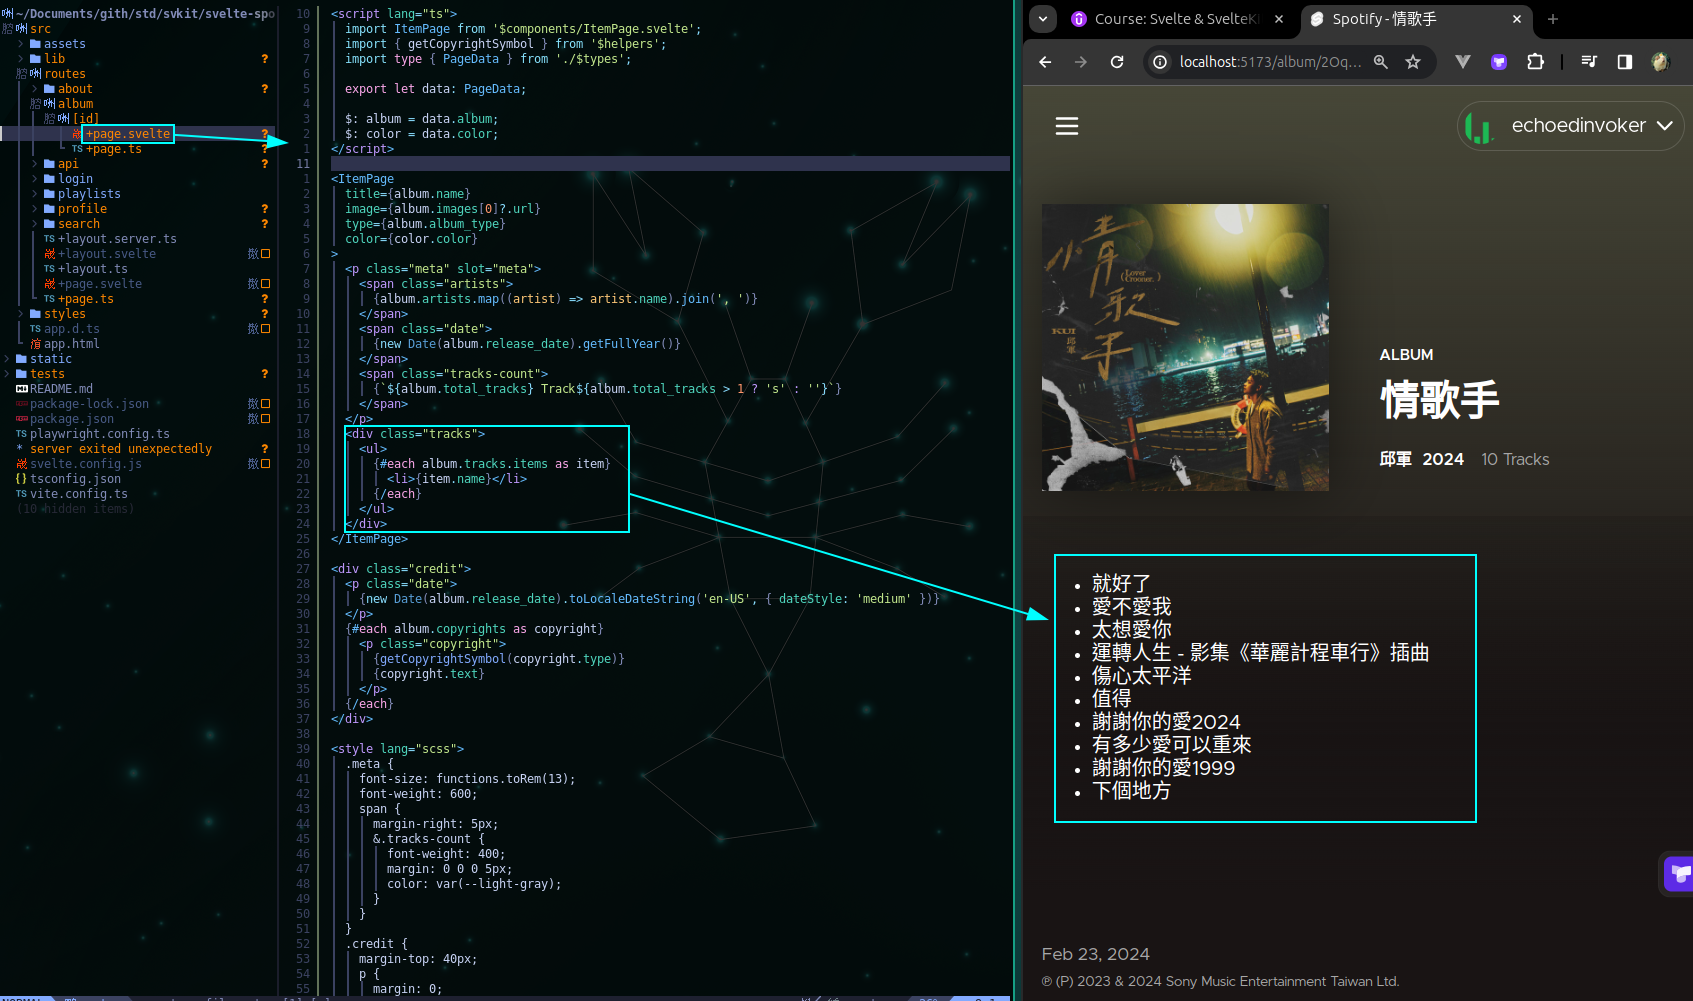 ~/Documents/gith/std/svkit/svelte-spo
src
assets
lib ?
routes
about ?
album
[id]
+page.svelte ?
+page.ts ?
api ?
login
playlists
profile ?
search ?
TS +layout.server.ts
+layout.svelte
TS +layout.ts
+page.svelte
TS +page.ts ?
styles ?
TS app.d.ts
app.html
static
tests ?
README.md
package-lock.json
package.json
TS playwright.config.ts
* server exited unexpectedly ?
svelte.config.js
{} tsconfig.json
TS vite.config.ts
(10 hidden items)
10 <script lang="ts">
9 import ItemPage from '$components/ItemPage.svelte';
8 import { getCopyrightSymbol } from '$helpers';
7 import type { PageData } from './$types';
6
5 export let data: PageData;
4
3 $: album = data.album;
2 $: color = data.color;
1 </script>
11
1 <ItemPage
2 title={album.name}
3 image={album.images[0]?.url}
4 type={album.album_type}
5 color={color.color}
6 >
7 <p class="meta" slot="meta">
8 <span class="artists">
9 {album.artists.map((artist) => artist.name).join(', ')}
10 </span>
11 <span class="date">
12 {new Date(album.release_date).getFullYear()}
13 </span>
14 <span class="tracks-count">
15 {`${album.total_tracks} Track${album.total_tracks > 1 ? 's' : ''}`}
16 </span>
17 </p>
18 <div class="tracks">
19 <ul>
20 {#each album.tracks.items as item}
21 <li>{item.name}</li>
22 {/each}
23 </ul>
24 </div>
25 </ItemPage>
26
27 <div class="credit">
28 <p class="date">
29 {new Date(album.release_date).toLocaleDateString('en-US', { dateStyle: 'medium' })}
30 </p>
31 {#each album.copyrights as copyright}
32 <p class="copyright">
33 {getCopyrightSymbol(copyright.type)}
34 {copyright.text}
35 </p>
36 {/each}
37 </div>
38
39 <style lang="scss">
40 .meta {
41 font-size: functions.toRem(13);
42 font-weight: 600;
43 span {
44 margin-right: 5px;
45 &.tracks-count {
46 font-weight: 400;
47 margin: 0 0 0 5px;
48 color: var(--light-gray);
49 }
50 }
51 }
52 .credit {
53 margin-top: 40px;
54 p {
55 margin: 0;
Course: Svelte & SvelteKi
Spotify - 情歌手
localhost:5173/album/2Oq...
echoedinvoker
情歌手
(Lover Crooner.)
KUI
邱軍
ALBUM
情歌手
邱軍 2024 10 Tracks
• 就好了
• 愛不愛我
• 太想愛你
• 運轉人生 - 影集《華麗計程車行》插曲
• 傷心太平洋
• 值得
• 謝謝你的愛2024
• 有多少愛可以重來
• 謝謝你的愛1999
• 下個地方
Feb 23, 2024
℗ (P) 2023 & 2024 Sony Music Entertainment Taiwan Ltd.